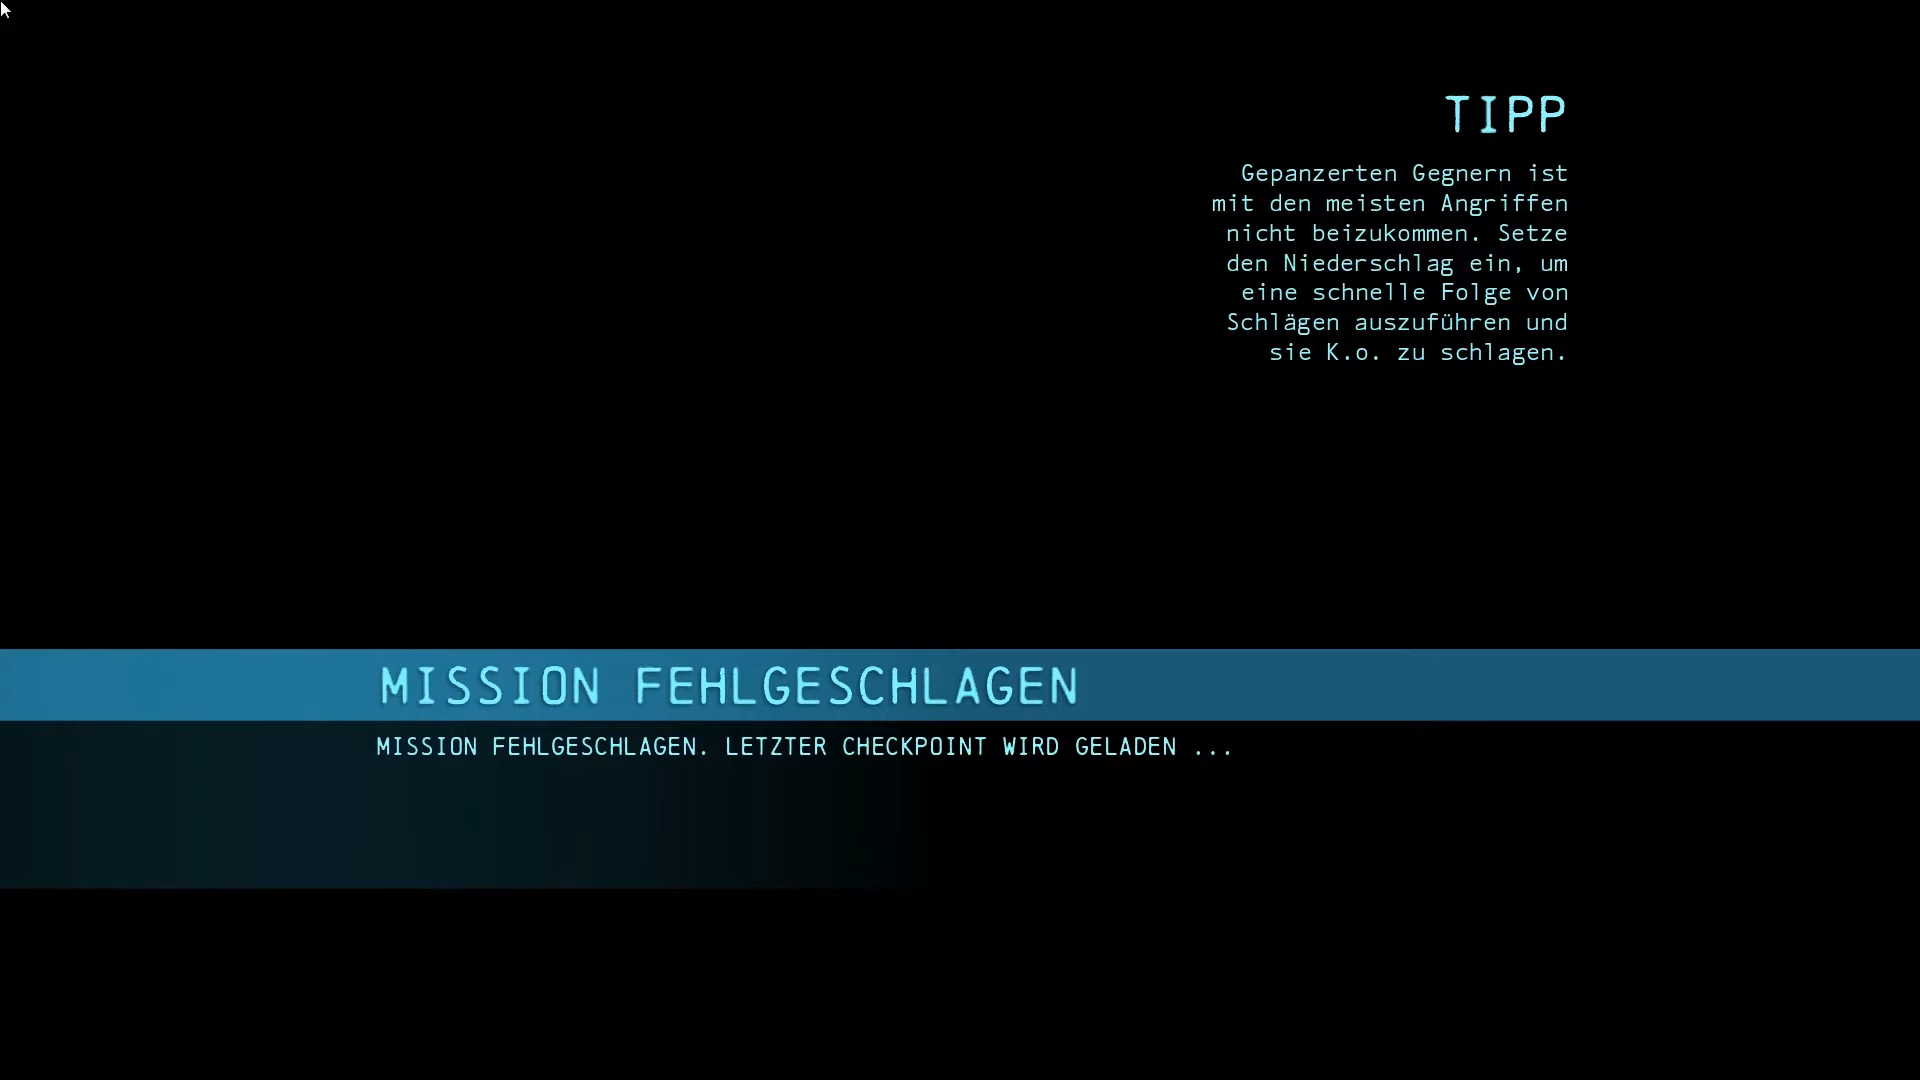 TIPP
Gepanzerten Gegnern ist
mit den meisten Angriffen
nicht beizukommen. Setze
den Niederschlag ein, um
eine schnelle Folge von
Schlägen auszuführen und
sie K.o. zu schlagen.
MISSION FEHLGESCHLAGEN
MISSION FEHLGESCHLAGEN. LETZTER CHECKPOINT WIRD GELADEN ...